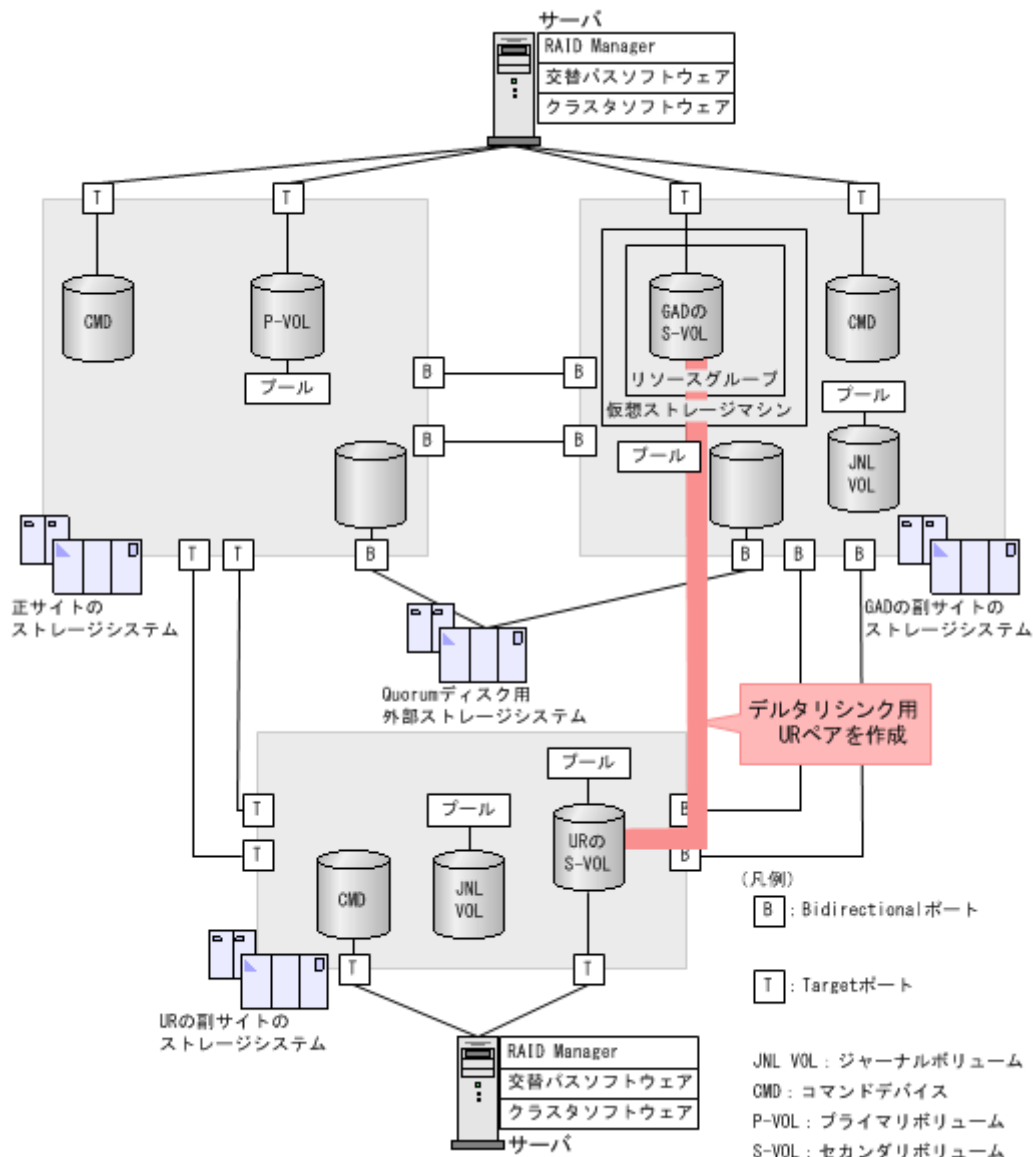 サーバ
RAID Manager
交替パスソフトウェア
クラスタソフトウェア
T
T
T
T
CMD
P-VOL
プール
GADの
S-VOL
リソースグループ
仮想ストレージマシン
CMD
プール
JNL
VOL
B
B
B
B
プール
T
T
B
B
B
B
正サイトの
ストレージシステム
GADの副サイトの
ストレージシステム
Quorumディスク用
外部ストレージシステム
デルタリシンク用
URペアを作成
プール
プール
T
T
B
B
CMD
JNL
VOL
URの
S-VOL
T
T
URの副サイトの
ストレージシステム
RAID Manager
交替パスソフトウェア
クラスタソフトウェア
サーバ
(凡例)
B : Bidirectionalポート
T : Targetポート
JNL VOL : ジャーナルボリューム
CMD : コマンドデバイス
P-VOL : プライマリボリューム
S-VOL : セカンダリボリューム